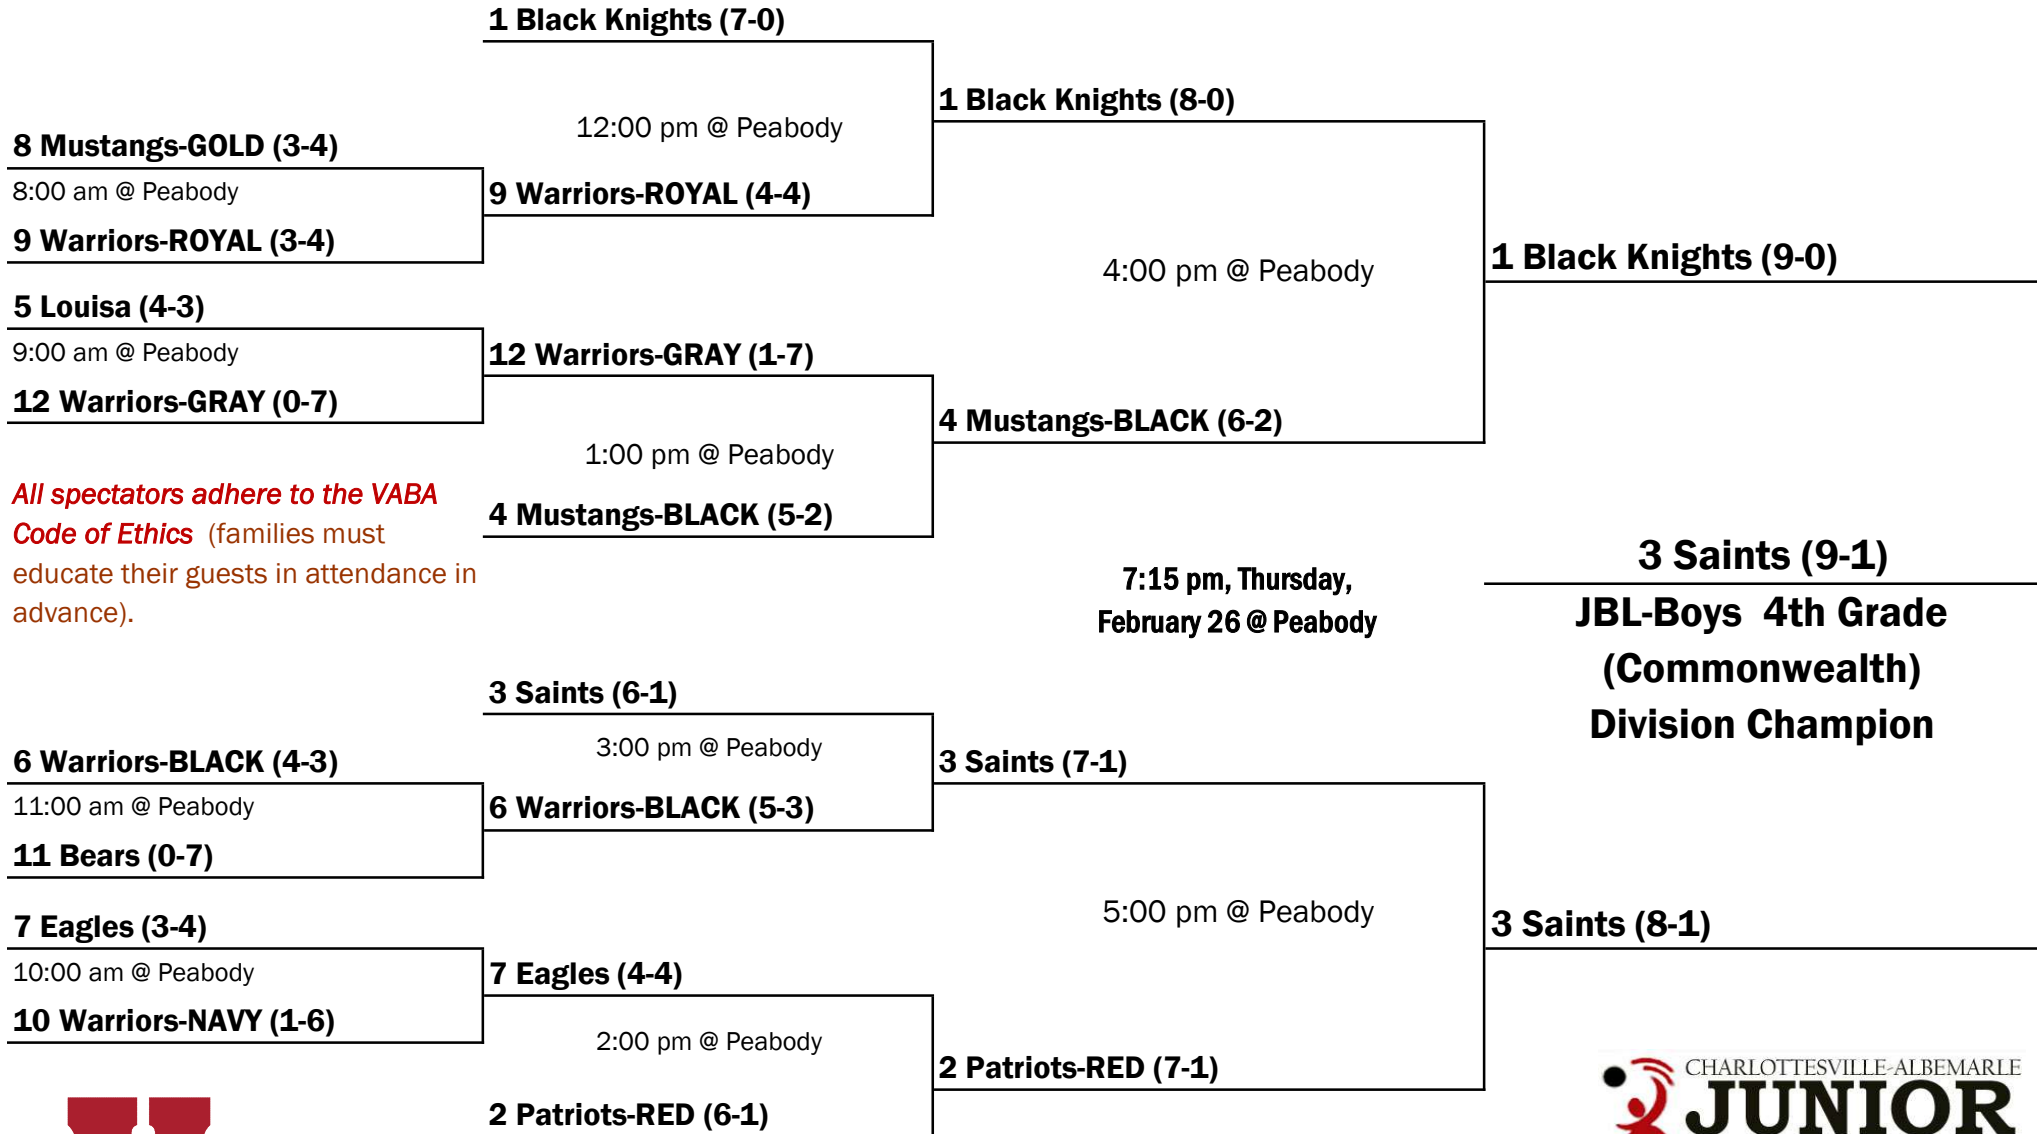 1 Black Knights (7-0)
12:00 pm @ Peabody
1 Black Knights (8-0)
8 Mustangs-GOLD (3-4)
8:00 am @ Peabody
9 Warriors-ROYAL (4-4)
9 Warriors-ROYAL (3-4)
4:00 pm @ Peabody
1 Black Knights (9-0)
5 Louisa (4-3)
9:00 am @ Peabody
12 Warriors-GRAY (1-7)
12 Warriors-GRAY (0-7)
4 Mustangs-BLACK (6-2)
1:00 pm @ Peabody
4 Mustangs-BLACK (5-2)
All spectators adhere to the VABA
Code of Ethics (families must
educate their guests in attendance in
advance).
7:15 pm, Thursday,
February 26 @ Peabody
3 Saints (9-1)
JBL-Boys 4th Grade
(Commonwealth)
Division Champion
3 Saints (6-1)
3:00 pm @ Peabody
3 Saints (7-1)
6 Warriors-BLACK (4-3)
11:00 am @ Peabody
6 Warriors-BLACK (5-3)
11 Bears (0-7)
5:00 pm @ Peabody
3 Saints (8-1)
7 Eagles (3-4)
10:00 am @ Peabody
7 Eagles (4-4)
10 Warriors-NAVY (1-6)
2:00 pm @ Peabody
2 Patriots-RED (7-1)
2 Patriots-RED (6-1)
CHARLOTTESVILLE-ALBEMARLE
JUNIOR